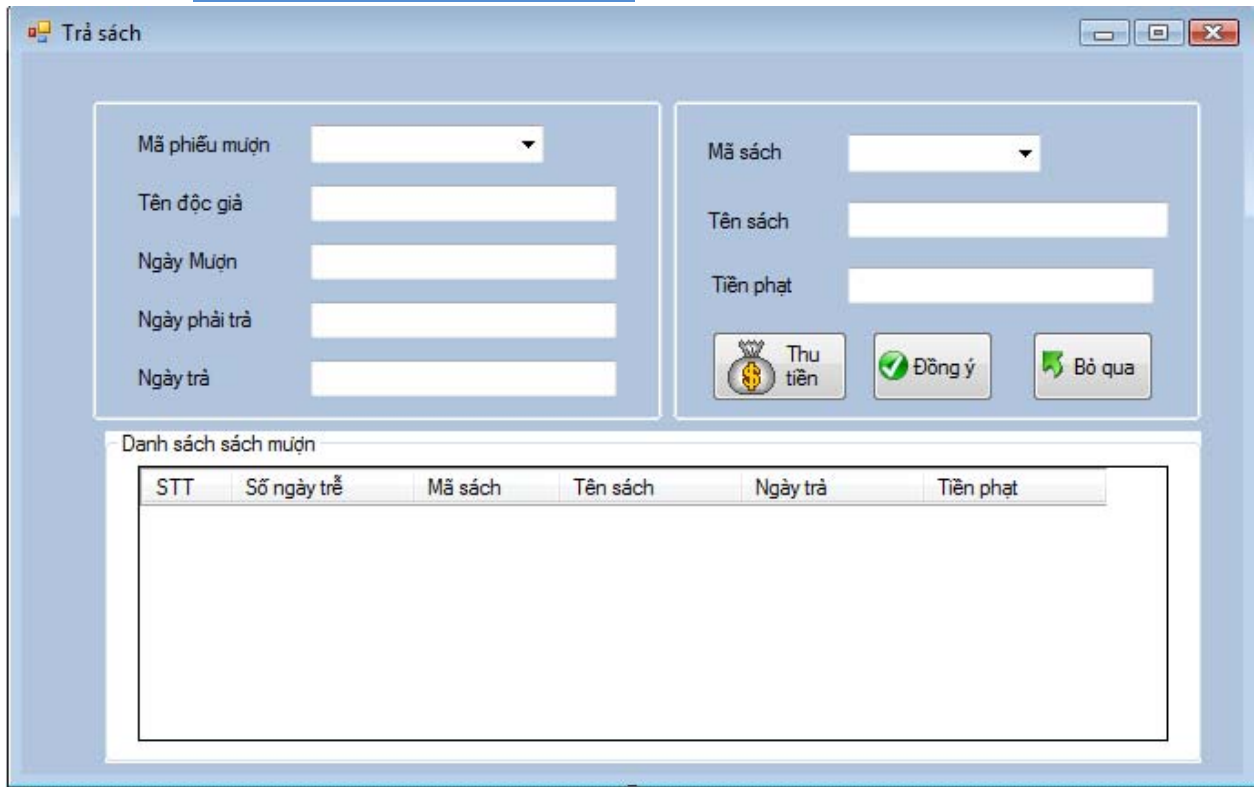 Trả sách
Mã phiếu mượn
Tên độc giả
Ngày Mượn
Ngày phải trả
Ngày trả
Mã sách
Tên sách
Tiền phạt
Thu
tiền
Đồng ý
Bỏ qua
Danh sách sách mượn
STT Số ngày trễ Mã sách Tên sách Ngày trả Tiền phạt